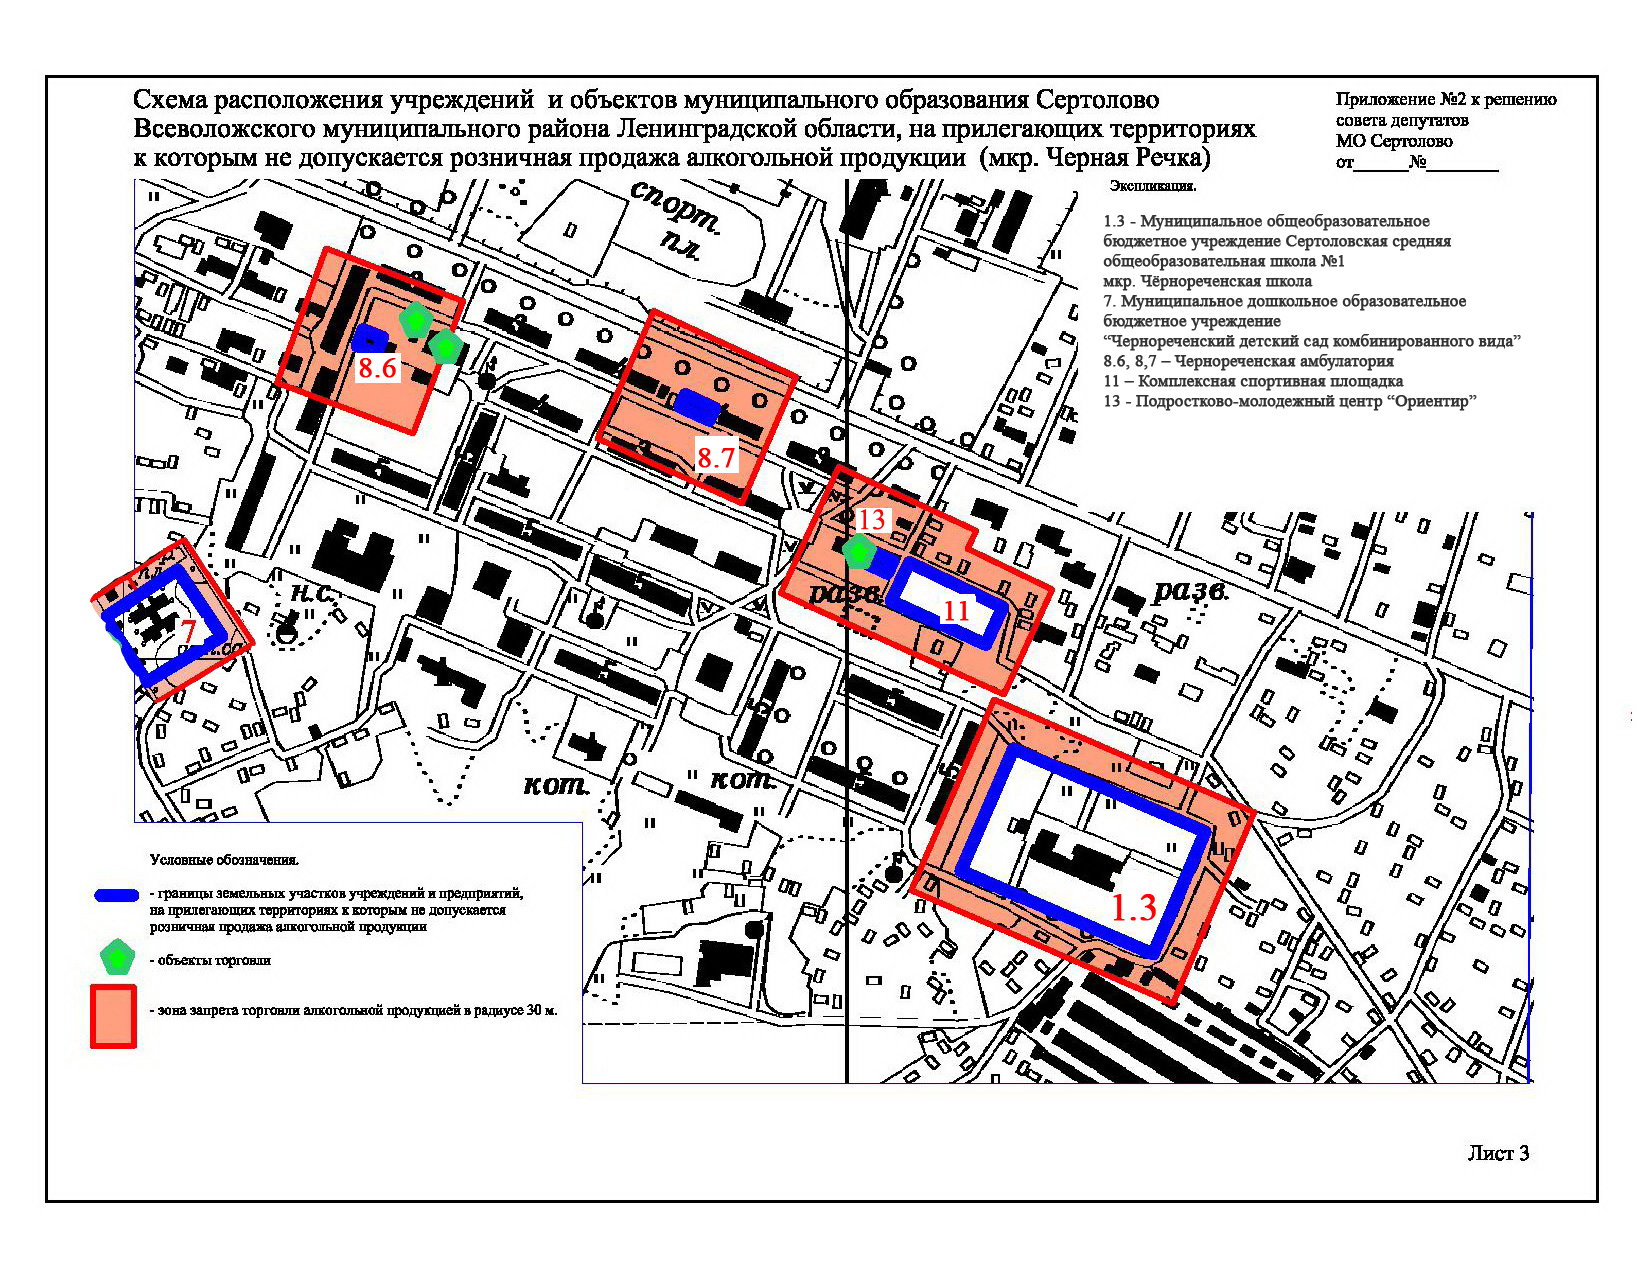 Схема расположения учреждений и объектов муниципального образования Сертолово
Всеволожского муниципального района Ленинградской области, на прилегающих территориях
к которым не допускается розничная продажа алкогольной продукции (мкр. Черная Речка)
Приложение №2 к решению
совета депутатов
МО Сертолово
от______№________
Экспликация.
1.3 - Муниципальное общеобразовательное
бюджетное учреждение Сертоловская средняя
общеобразовательная школа №1
мкр. Чёрнореченская школа
7. Муниципальное дошкольное образовательное
бюджетное учреждение
“Чернореченский детский сад комбинированного вида”
8.6, 8,7 – Чернореченская амбулатория
11 – Комплексная спортивная площадка
13 - Подростково-молодежный центр “Ориентир”
спорт.
пл.
8.6
8.7
13
разв.
11
разв.
н.с.
7
кот.
кот.
1.3
Условные обозначения.
- границы земельных участков учреждений и предприятий,
на прилегающих территориях к которым не допускается
розничная продажа алкогольной продукции
- объекты торговли
- зона запрета торговли алкогольной продукцией в радиусе 30 м.
Лист 3